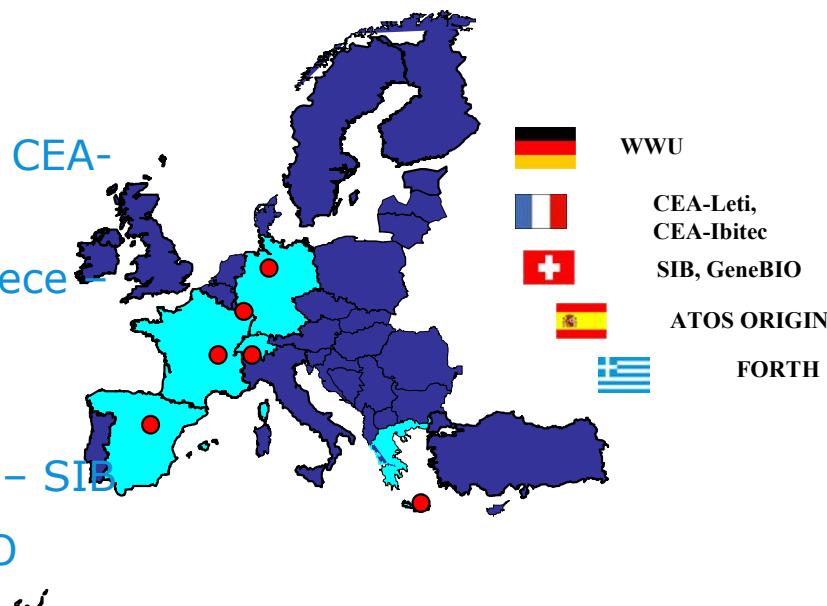 CEA-
WWU
CEA-Leti,
CEA-Ibitec
ece –
SIB, GeneBIO
ATOS ORIGIN
FORTH
– SIB
O